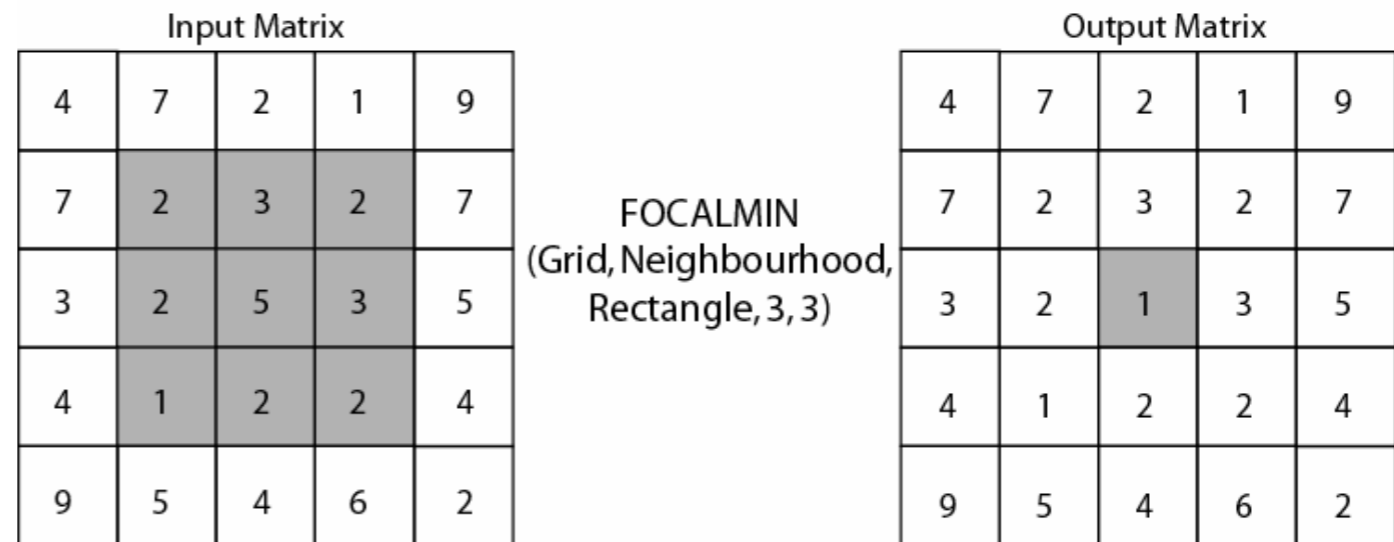 Input Matrix
4 7 2 1 9
7 2 3 2 7
3 2 5 3 5
4 1 2 2 4
9 5 4 6 2
FOCALMIN
(Grid, Neighbourhood,
Rectangle, 3, 3)
Output Matrix
4 7 2 1 9
7 2 3 2 7
3 2 1 3 5
4 1 2 2 4
9 5 4 6 2